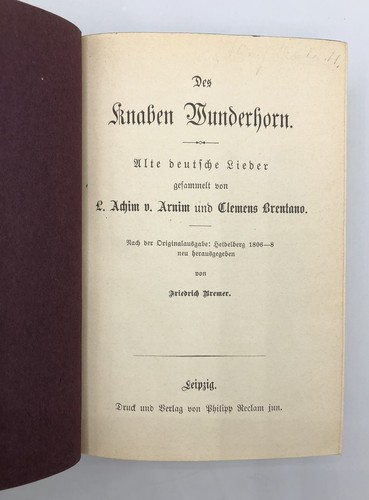 Des
Knaben Wunderhorn.
Alte deutsche Lieder
gesammelt von
L. Achim v. Arnim und Clemens Brentano.
Nach der Originalausgabe: Heidelberg 1806—8
neu herausgegeben
von
Friedrich Bremer.
Leipzig.
Druck und Verlag von Philipp Reclam jun.